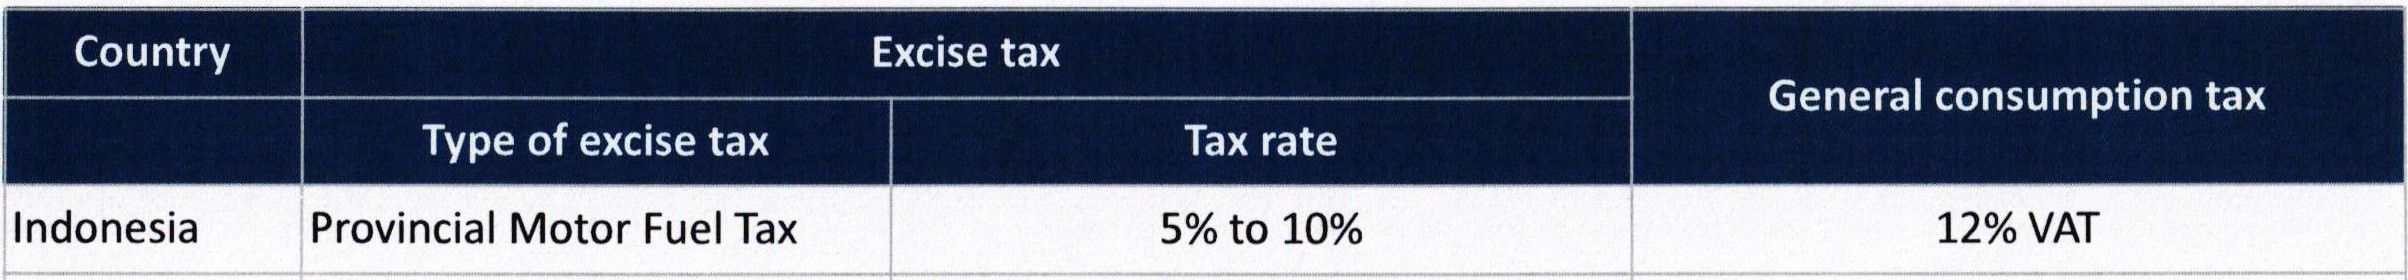 Country
Excise tax
General consumption tax
Type of excise tax
Tax rate
Indonesia
Provincial Motor Fuel Tax
5% to 10%
12% VAT